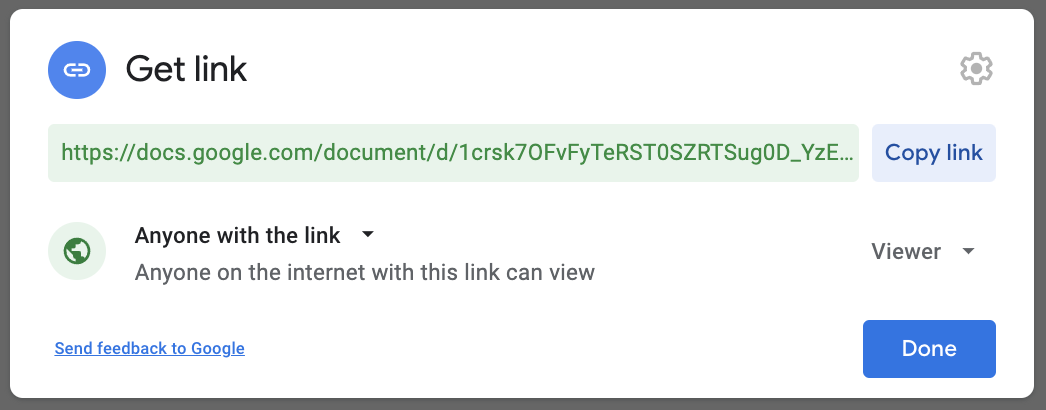 Get link
https://docs.google.com/document/d/1crsk7OFvFyTeRST0SZRTSug0D_YzE...
Copy link
Anyone with the link
Anyone on the internet with this link can view
Viewer
Send feedback to Google
Done